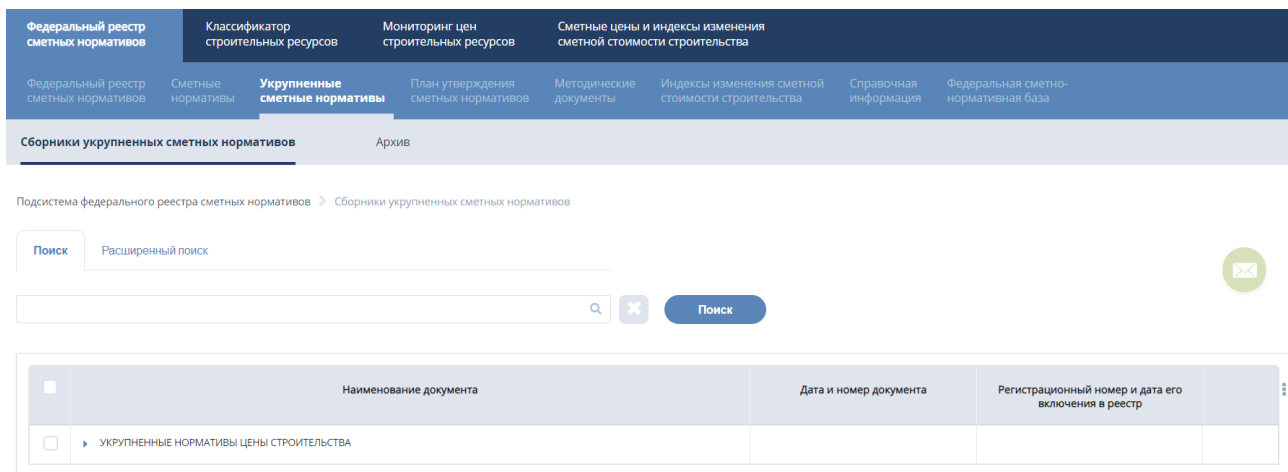 Федеральный реестр
сметных нормативов
Классификатор
строительных ресурсов
Мониторинг цен
строительных ресурсов
Сметные цены и индексы изменения
сметной стоимости строительства
Федеральный реестр
сметных нормативов
Сметные
нормативы
Укрупненные
сметные нормативы
План утверждения
сметных нормативов
Методические
документы
Индексы изменения сметной
стоимости строительства
Справочная
информация
Федеральная сметно-
нормативная база
Сборники укрупненных сметных нормативов
Архив
Подсистема федерального реестра сметных нормативов
Сборники укрупненных сметных нормативов
Поиск
Расширенный поиск
Поиск
Наименование документа
Дата и номер документа
Регистрационный номер и дата его
включения в реестр
УКРУПНЕННЫЕ НОРМАТИВЫ ЦЕНЫ СТРОИТЕЛЬСТВА